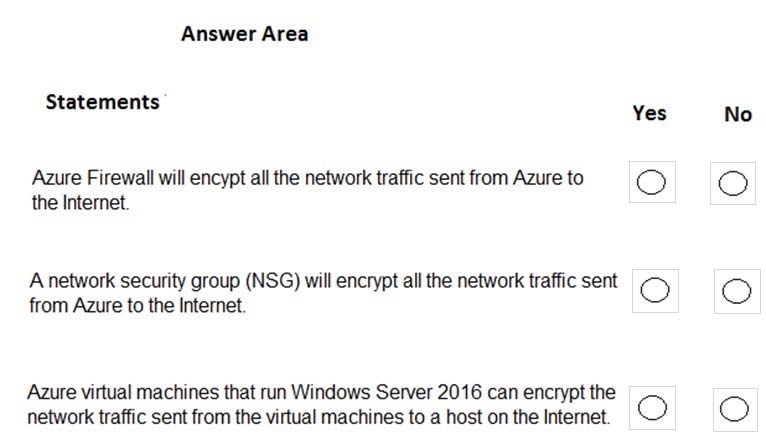 Answer Area
Statements
Yes No
Azure Firewall will encypt all the network traffic sent from Azure to
the Internet.
A network security group (NSG) will encrypt all the network traffic sent
from Azure to the Internet.
Azure virtual machines that run Windows Server 2016 can encrypt the
network traffic sent from the virtual machines to a host on the Internet.